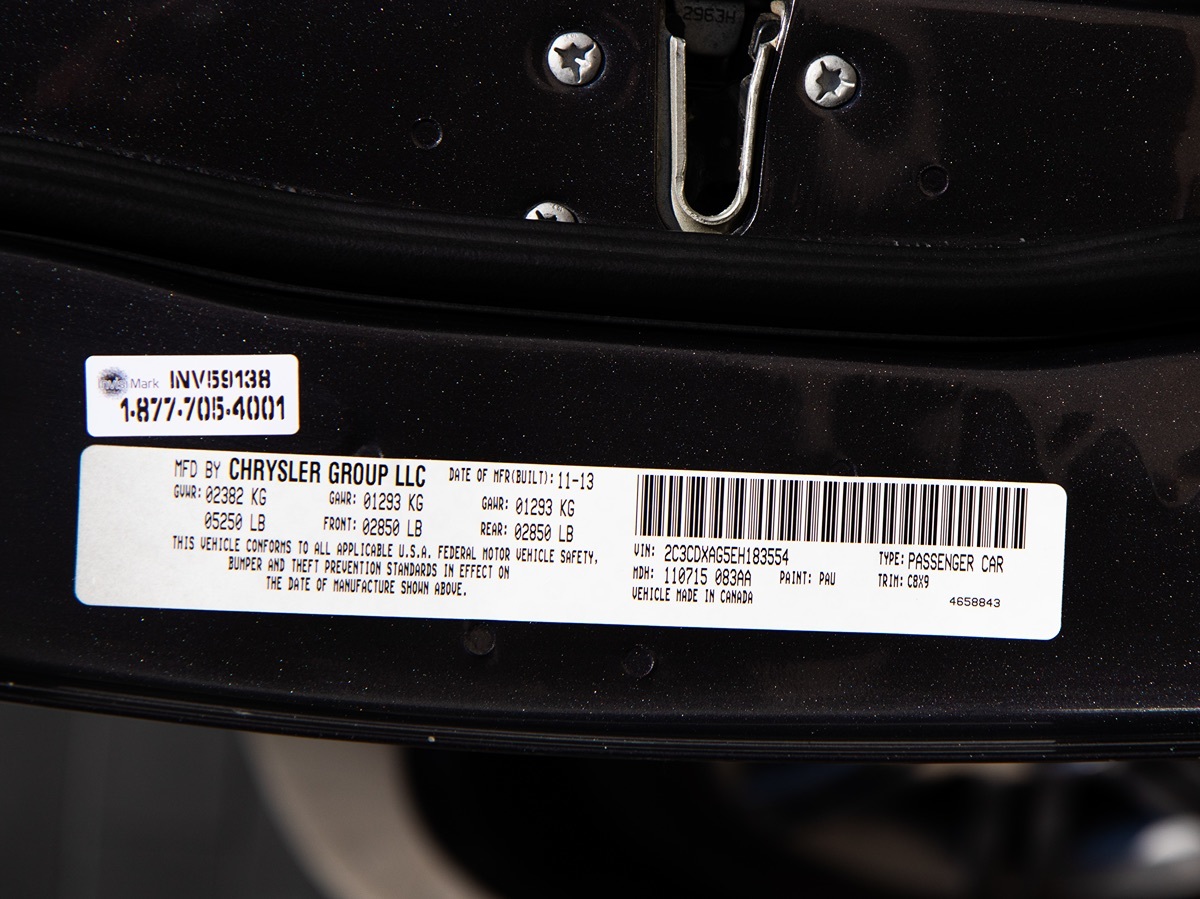 2963H
invisi Mark INV59138
1·877·705·4001
MFD BY CHRYSLER GROUP LLC DATE OF MFR(BUILT): 11-13
GVWR: 02382 KG GAWR: 01293 KG GAWR: 01293 KG
05250 LB FRONT: 02850 LB REAR: 02850 LB
THIS VEHICLE CONFORMS TO ALL APPLICABLE U.S.A. FEDERAL MOTOR VEHICLE SAFETY,
BUMPER AND THEFT PREVENTION STANDARDS IN EFFECT ON
THE DATE OF MANUFACTURE SHOWN ABOVE.
VIN: 2C3CDXAG5EH183554 TYPE: PASSENGER CAR
MDH: 110715 083AA PAINT: PAU TRIM: C8X9
VEHICLE MADE IN CANADA 4658843